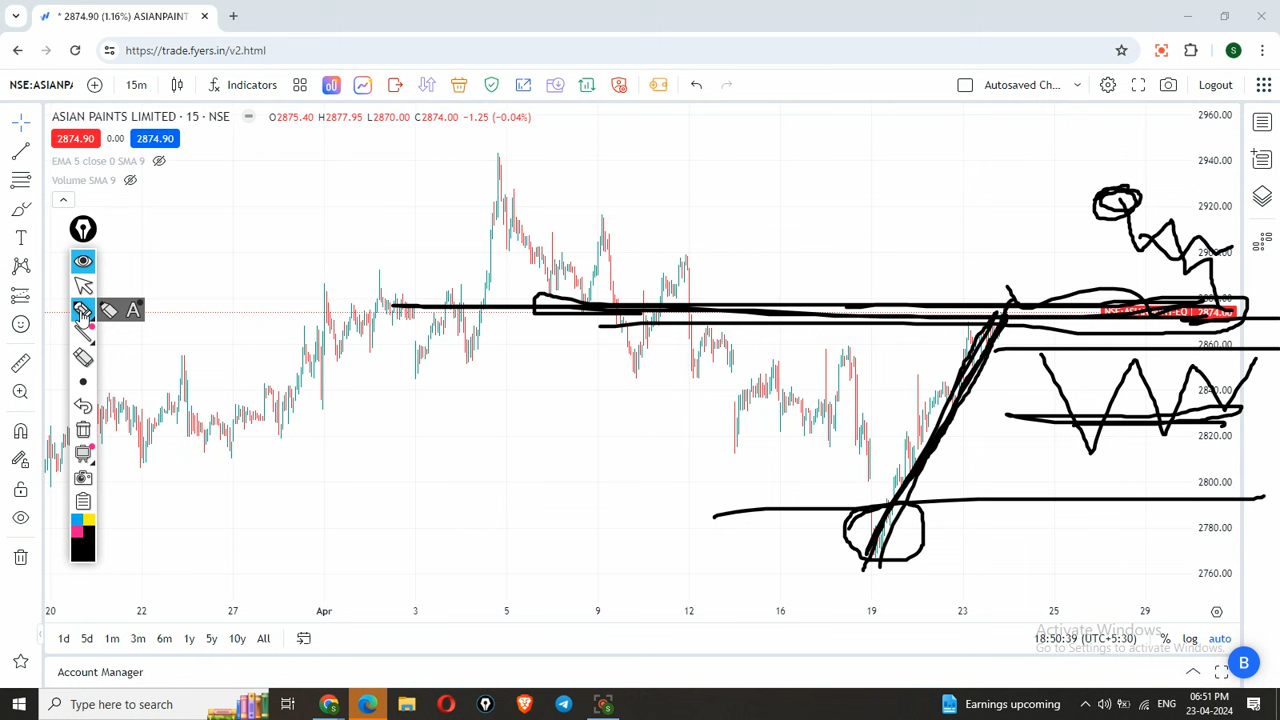 * 2874.90 (1.16%) ASIANPAINT
https://trade.fyers.in/v2.html
S
NSE:ASIANPA
15m
Indicators
Autosaved Ch...
Logout
ASIAN PAINTS LIMITED · 15 · NSE
O2875.40 H2877.95 L2870.00 C2874.00 −1.25 (−0.04%)
2874.90 0.00 2874.90
EMA 5 close 0 SMA 9
Volume SMA 9
T
A
2960.00
2940.00
2920.00
2900.00
2874.00
2860.00
2840.00
2820.00
2800.00
2780.00
2760.00
20 22 27 Apr 3 5 9 12 16 19 23 25 29
1d 5d 1m 3m 6m 1y 5y 10y All
18:50:39 (UTC+5:30) % log auto
Activate Windows
Go to Settings to activate Windows.
B
Account Manager
Type here to search
Earnings upcoming
ENG
06:51 PM
23-04-2024